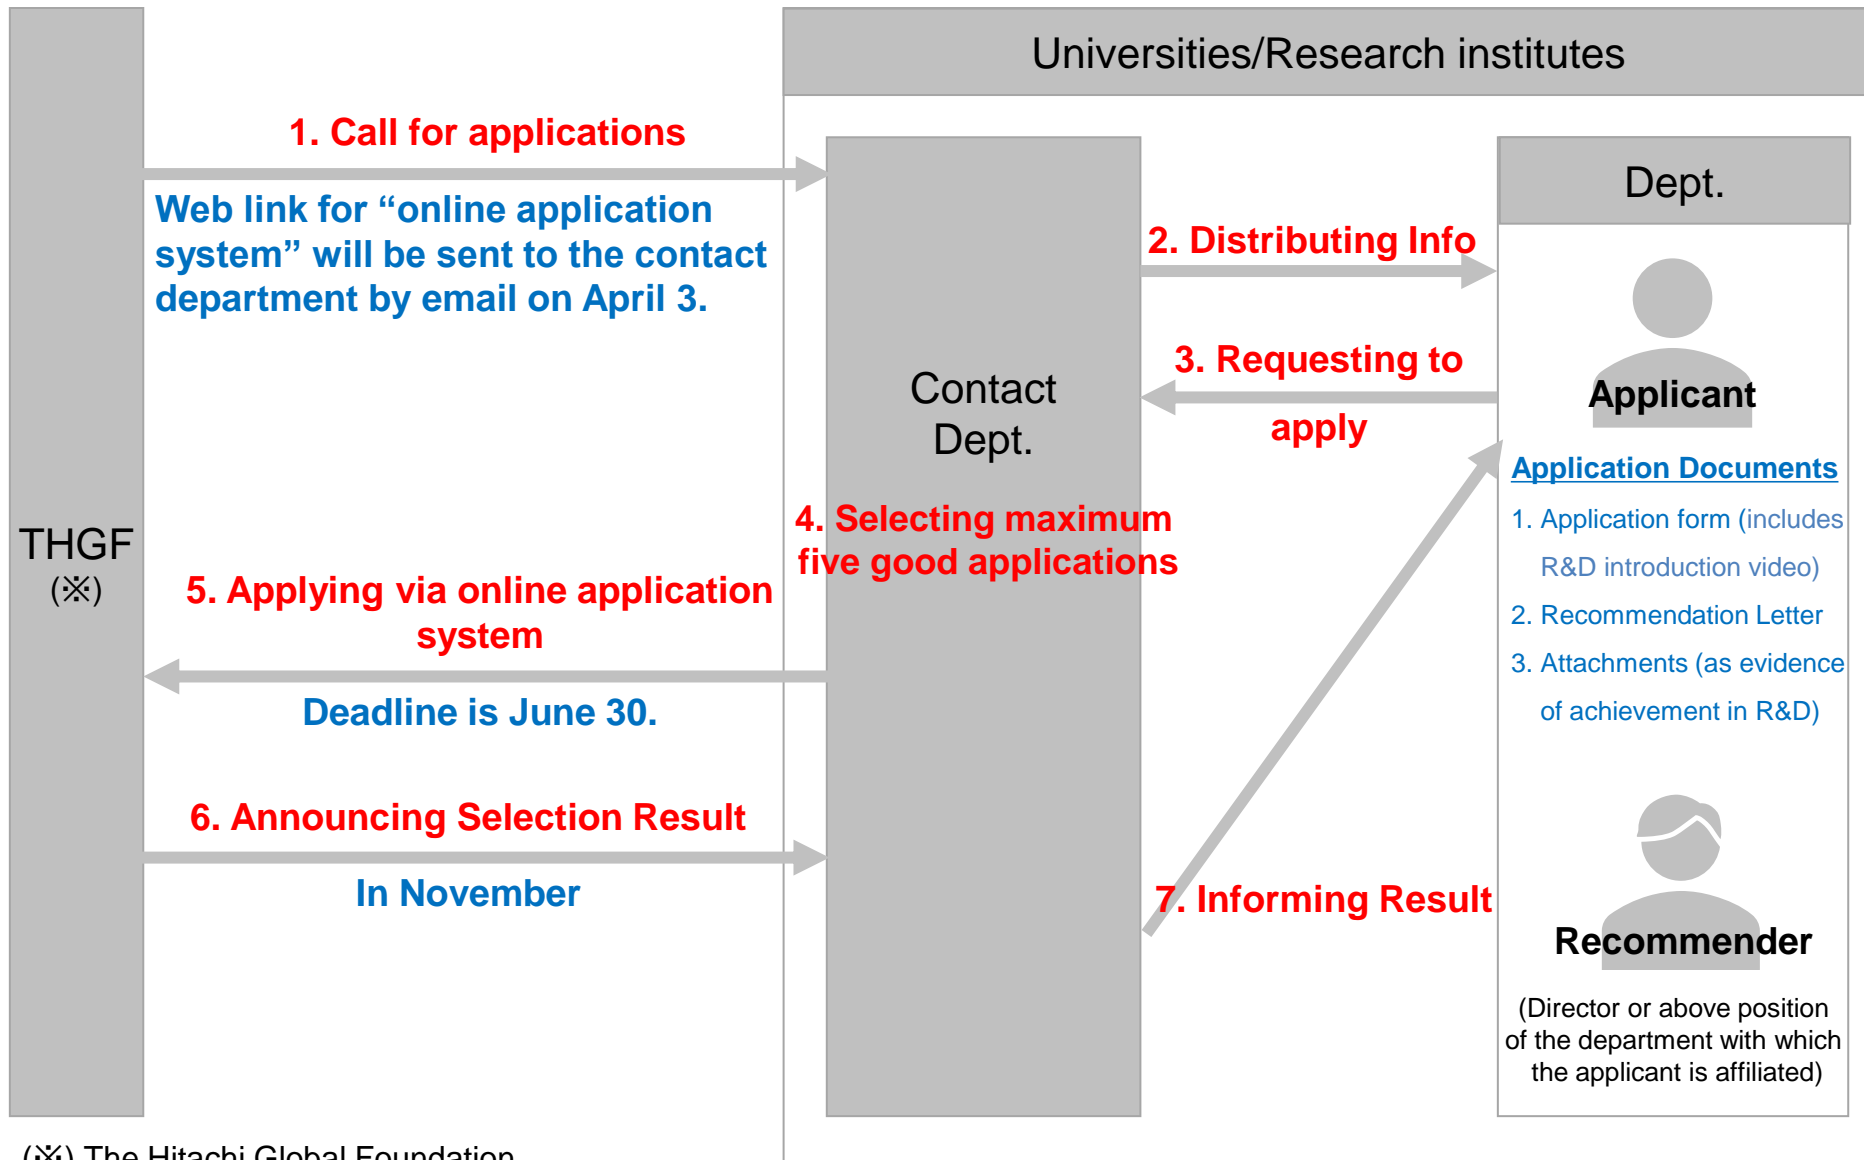 Universities/Research institutes
1. Call for applications
Web link for “online application
system” will be sent to the contact
department by email on April 3.
Dept.
2. Distributing Info
3. Requesting to
apply
Applicant
Contact
Dept.
Application Documents
1. Application form (includes
R&D introduction video)
2. Recommendation Letter
3. Attachments (as evidence
of achievement in R&D)
4. Selecting maximum
five good applications
THGF
(※)
5. Applying via online application
system
Deadline is June 30.
6. Announcing Selection Result
In November
7. Informing Result
Recommender
(Director or above position
of the department with which
the applicant is affiliated)
(※) The Hitachi Global Foundation